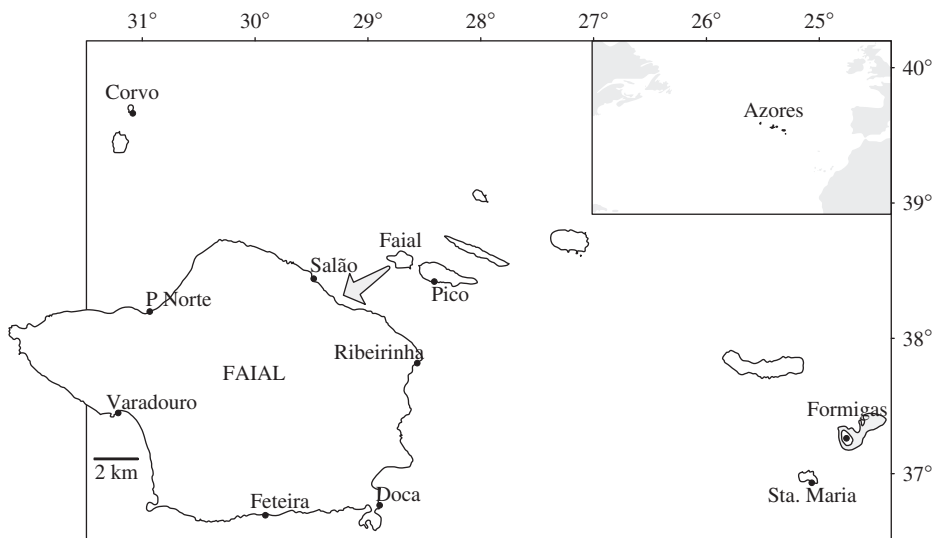 31° 30° 29° 28° 27° 26° 25°
40°
Corvo
Azores
39°
Faial
Salão
Pico
P Norte
38°
Ribeirinha
FAIAL
Varadouro
Formigas
2 km
37°
Feteira
Doca
Sta. Maria